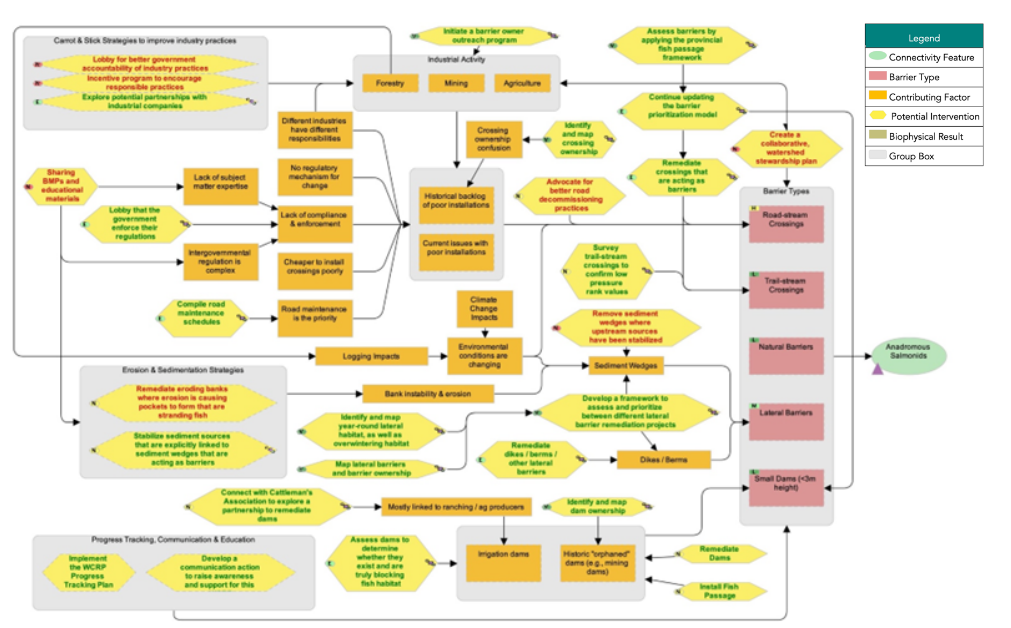 Carrot & Stick Strategies to improve industry practices
Lobby for better government
accountability of industry practices
Incentive program to encourage
responsible practices
Explore potential partnerships with
industrial companies
Initiate a barrier owner
outreach program
Industrial Activity
Forestry
Mining
Agriculture
Assess barriers by
applying the provincial
fish passage
framework
Continue updating
the barrier
prioritization model
Remediate
crossings that
are acting as
barriers
Create a
collaborative,
watershed
stewardship plan
Legend
Connectivity Feature
Barrier Type
Contributing Factor
Potential Intervention
Biophysical Result
Group Box
Different industries
have different
responsibilities
No regulatory
mechanism for
change
Lack of compliance
& enforcement
Cheaper to install
crossings poorly
Road maintenance
is the priority
Sharing
BMPs and
educational
materials
Lack of subject
matter expertise
Lobby that the
government
enforce their
regulations
Intergovernmental
regulation is
complex
Compile road
maintenance
schedules
Crossing
ownership
confusion
Identify
and map
crossing
ownership
Historical backlog
of poor installations
Current issues with
poor installations
Advocate for
better road
decommissioning
practices
Survey
trail-stream
crossings to
confirm low
pressure
rank values
Climate
Change
Impacts
Logging Impacts
Environmental
conditions are
changing
Remove sediment
wedges where
upstream sources
have been stabilized
Sediment Wedges
Barrier Types
Road-stream
Crossings
Trail-stream
Crossings
Natural Barriers
Lateral Barriers
Small Dams (<3m
height)
Anadromous
Salmonids
Erosion & Sedimentation Strategies
Remediate eroding banks
where erosion is causing
pockets to form that are
stranding fish
Stabilize sediment sources
that are explicitly linked to
sediment wedges that
are acting as barriers
Bank instability & erosion
Identify and map
year-round lateral
habitat, as well as
overwintering habitat
Map lateral barriers
and barrier ownership
Develop a framework to
assess and prioritize
between different lateral
barrier remediation projects
Remediate
dikes / berms /
other lateral
barriers
Dikes / Berms
Connect with Cattleman's
Association to explore a
partnership to remediate
dams
Mostly linked to ranching / ag producers
Identify and map
dam ownership
Assess dams to
determine
whether they
exist and are
truly blocking
fish habitat
Irrigation dams
Historic "orphaned"
dams (e.g., mining
dams)
Remediate
Dams
Install Fish
Passage
Progress Tracking, Communication & Education
Implement
the WCRP
Progress
Tracking Plan
Develop a
communication action
to raise awareness
and support for this